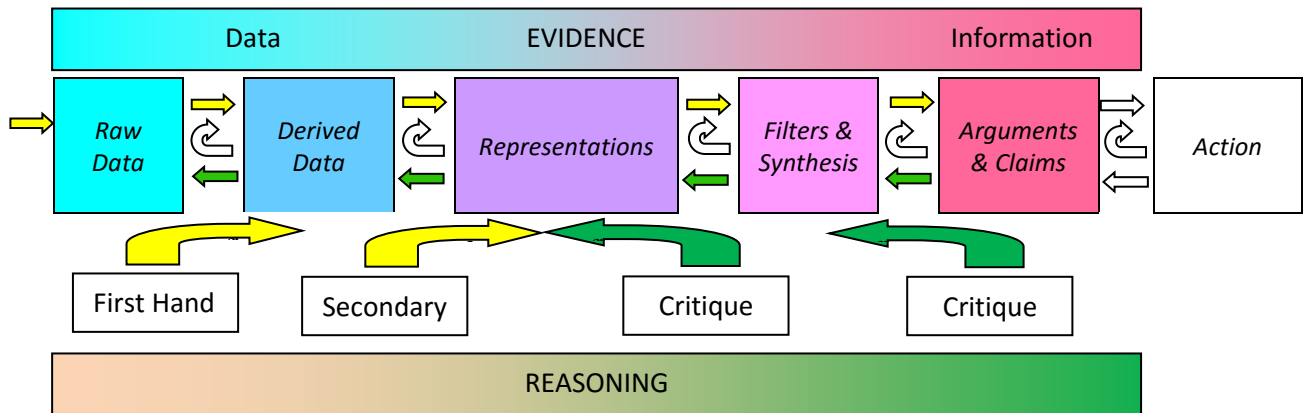 Data EVIDENCE Information
Raw
Data
Derived
Data
Representations
Filters &
Synthesis
Arguments
& Claims
Action
First Hand
Secondary
Critique
Critique
REASONING